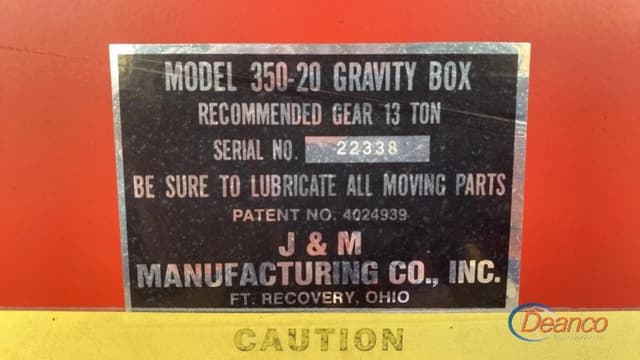 MODEL 350-20 GRAVITY BOX
RECOMMENDED GEAR 13 TON
SERIAL NO. 22338
BE SURE TO LUBRICATE ALL MOVING PARTS
PATENT NO. 4024939
J & M
MANUFACTURING CO., INC.
FT. RECOVERY, OHIO
CAUTION
Deanco